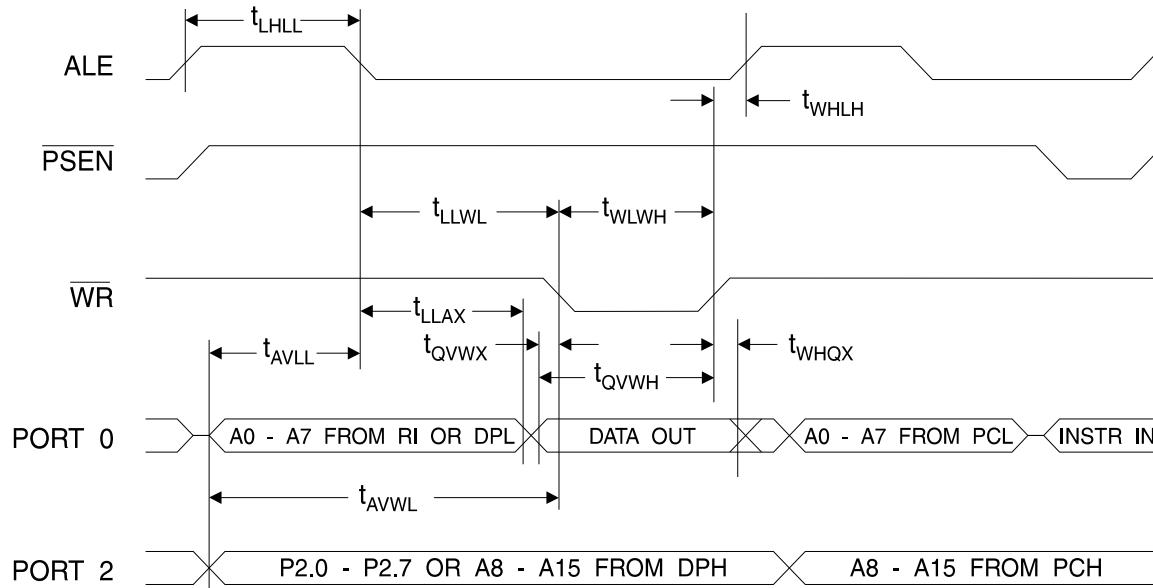 tLHLL
ALE
tWHLH
PSEN
tLLWL
tWLWH
WR
tLLAX
tAVLL
tQVWX
tWHQX
tQVWH
PORT 0
A0 - A7 FROM RI OR DPL
DATA OUT
A0 - A7 FROM PCL
INSTR IN
tAVWL
PORT 2
P2.0 - P2.7 OR A8 - A15 FROM DPH
A8 - A15 FROM PCH